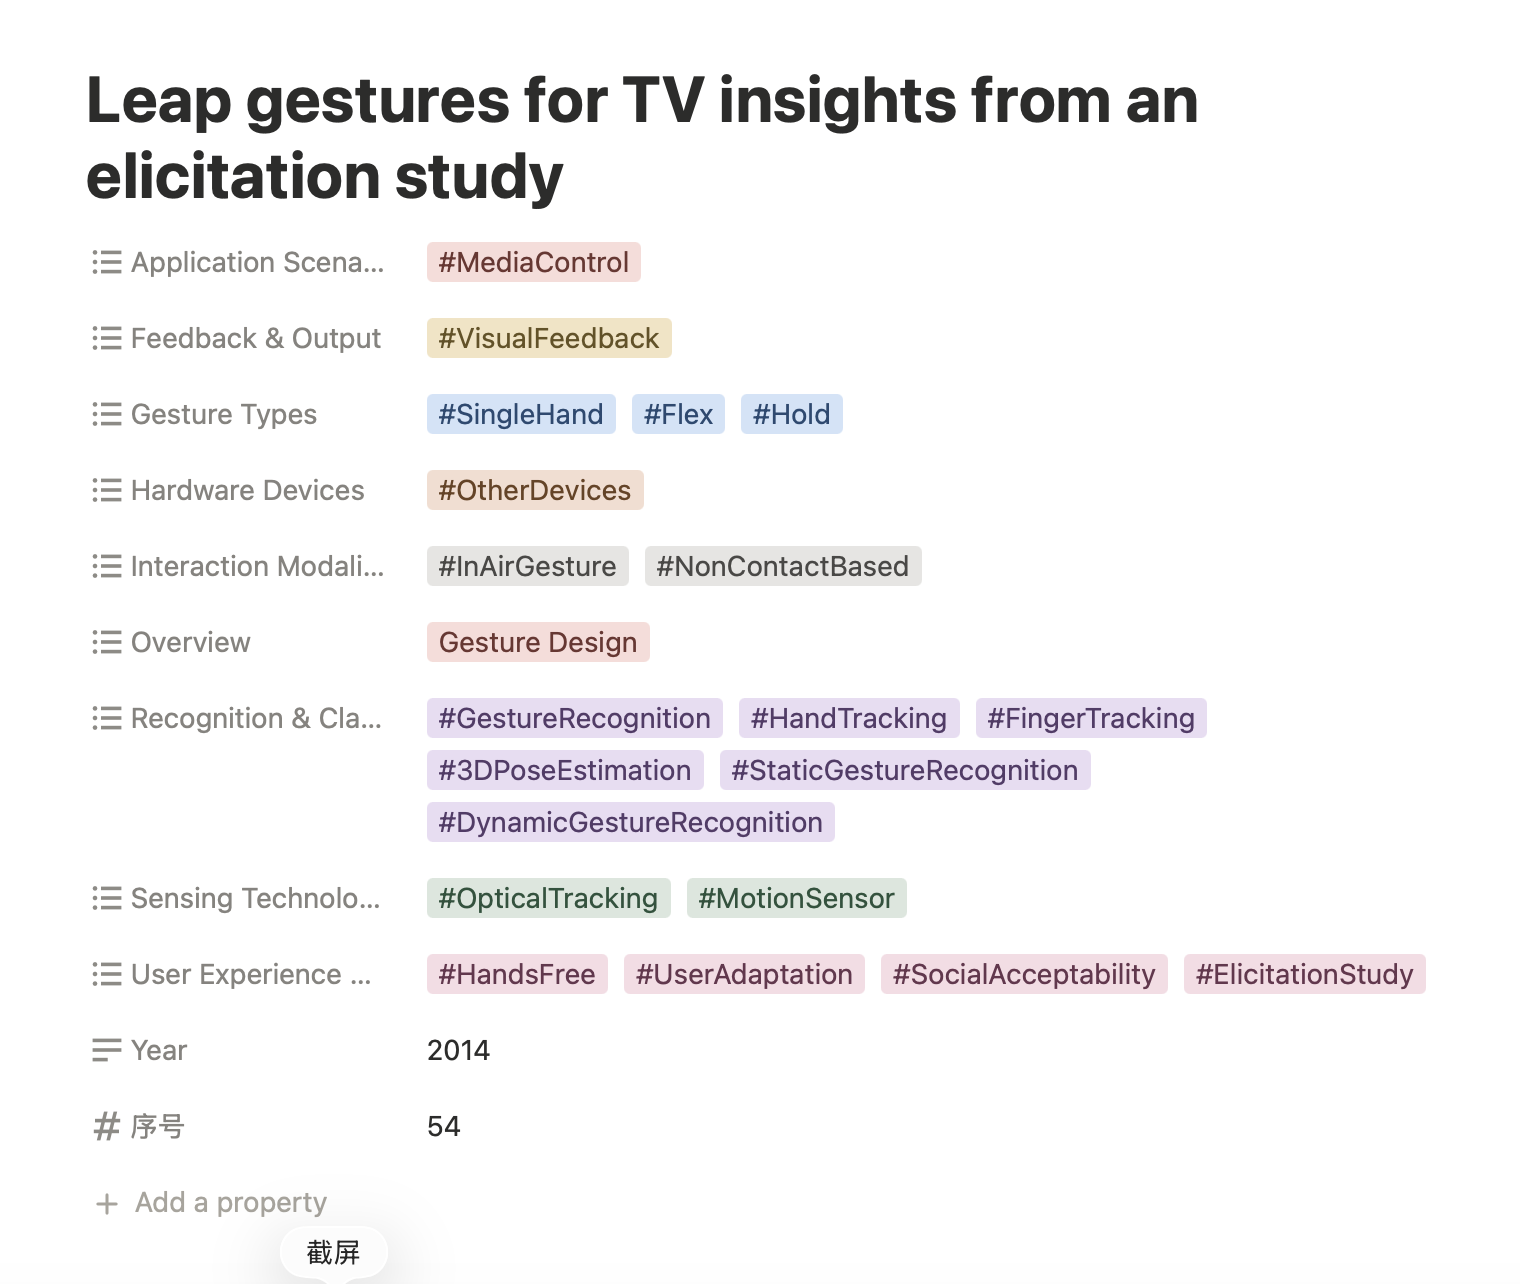 Leap gestures for TV insights from an
elicitation study
Application Scena... #MediaControl
Feedback & Output #VisualFeedback
Gesture Types #SingleHand #Flex #Hold
Hardware Devices #OtherDevices
Interaction Modali... #InAirGesture #NonContactBased
Overview Gesture Design
Recognition & Cla... #GestureRecognition #HandTracking #FingerTracking
#3DPoseEstimation #StaticGestureRecognition
#DynamicGestureRecognition
Sensing Technolo... #OpticalTracking #MotionSensor
User Experience ... #HandsFree #UserAdaptation #SocialAcceptability #ElicitationStudy
Year 2014
序号 54
Add a property
截屏